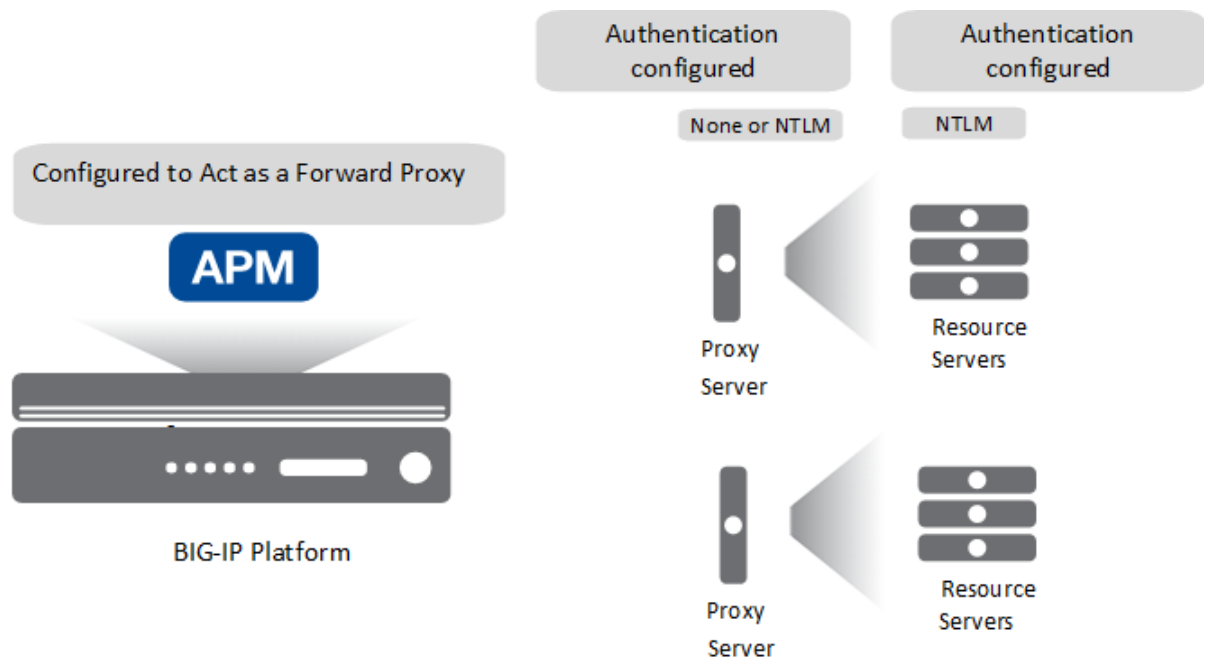 Authentication
configured
Authentication
configured
None or NTLM
NTLM
Configured to Act as a Forward Proxy
APM
Proxy
Server
Resource
Servers
BIG-IP Platform
Proxy
Server
Resource
Servers